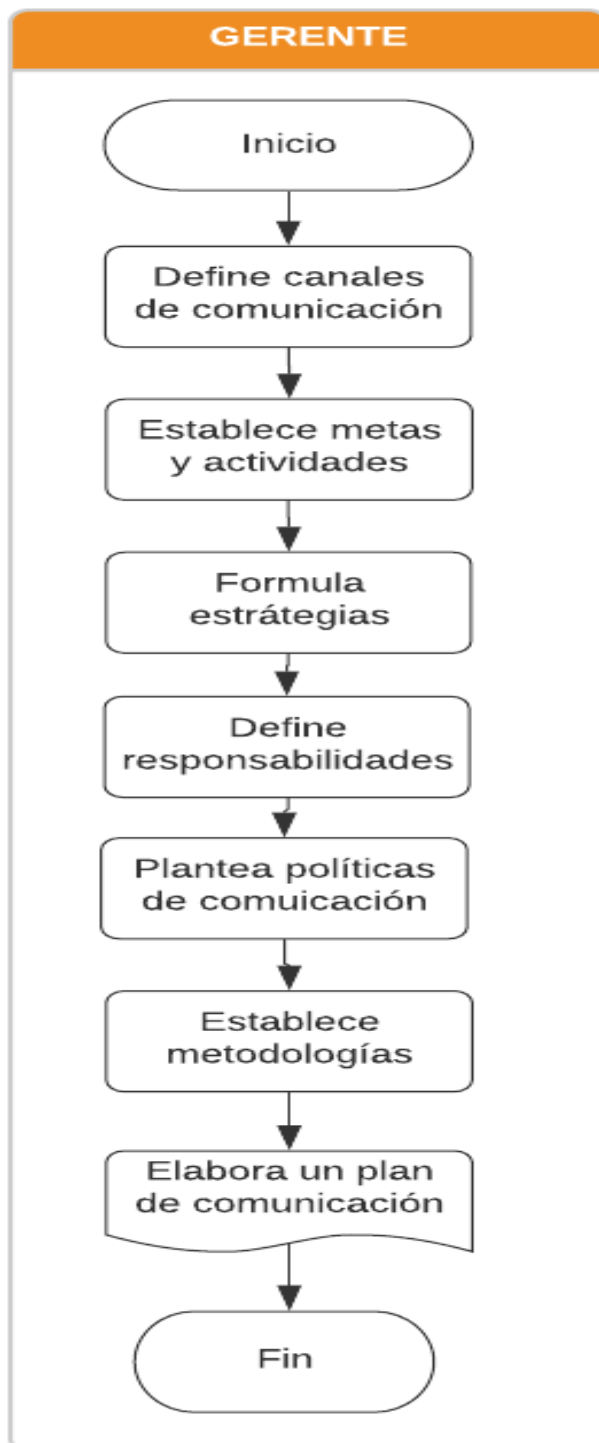 GERENTE
Inicio
Define canales
de comunicación
Establece metas
y actividades
Formula
estrátegias
Define
responsabilidades
Plantea políticas
de comuicación
Establece
metodologías
Elabora un plan
de comunicación
Fin